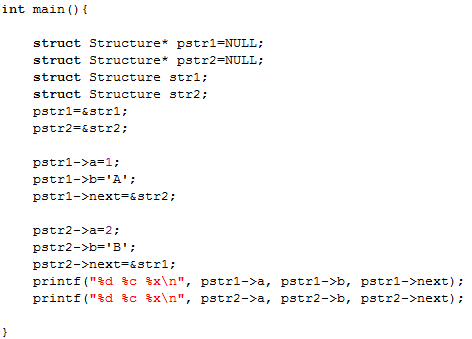 int main(){
struct Structure* pstr1=NULL;
struct Structure* pstr2=NULL;
struct Structure str1;
struct Structure str2;
pstr1=&str1;
pstr2=&str2;
pstr1->a=1;
pstr1->b='A';
pstr1->next=&str2;
pstr2->a=2;
pstr2->b='B';
pstr2->next=&str1;
printf("%d %c %x\n", pstr1->a, pstr1->b, pstr1->next);
printf("%d %c %x\n", pstr2->a, pstr2->b, pstr2->next);
}